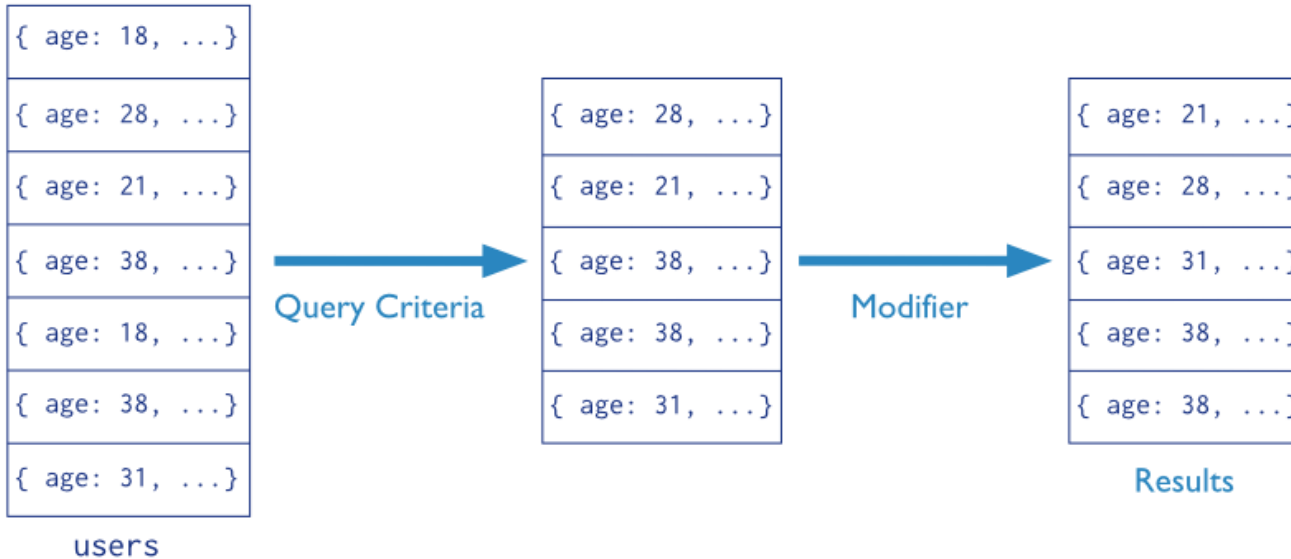 { age: 18, ...}
{ age: 28, ...}
{ age: 21, ...}
{ age: 38, ...}
{ age: 18, ...}
{ age: 38, ...}
{ age: 31, ...}
users
Query Criteria
{ age: 28, ...}
{ age: 21, ...}
{ age: 38, ...}
{ age: 38, ...}
{ age: 31, ...}
Modifier
{ age: 21, ...}
{ age: 28, ...}
{ age: 31, ...}
{ age: 38, ...}
{ age: 38, ...}
Results